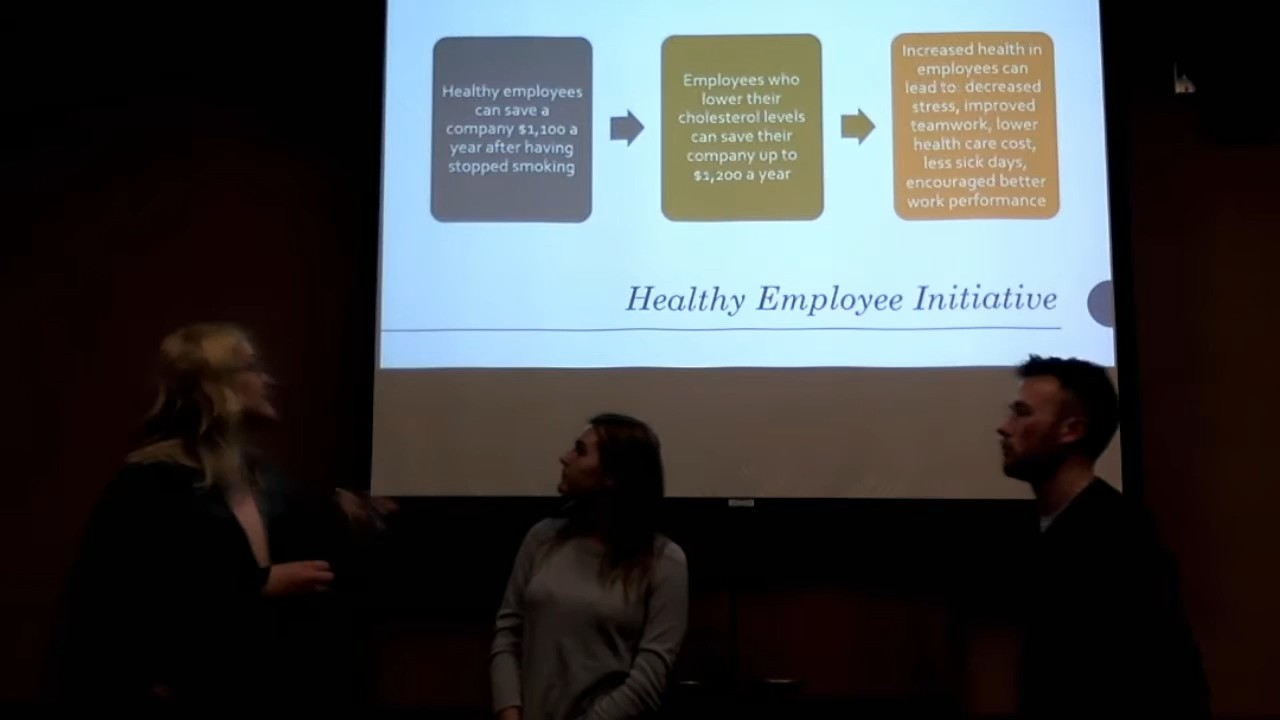 Healthy employees
can save a
company $1,100 a
year after having
stopped smoking
Employees who
lower their
cholesterol levels
can save their
company up to
$1,200 a year
Increased health in
employees can
lead to: decreased
stress, improved
teamwork, lower
health care cost,
less sick days,
encouraged better
work performance
Healthy Employee Initiative